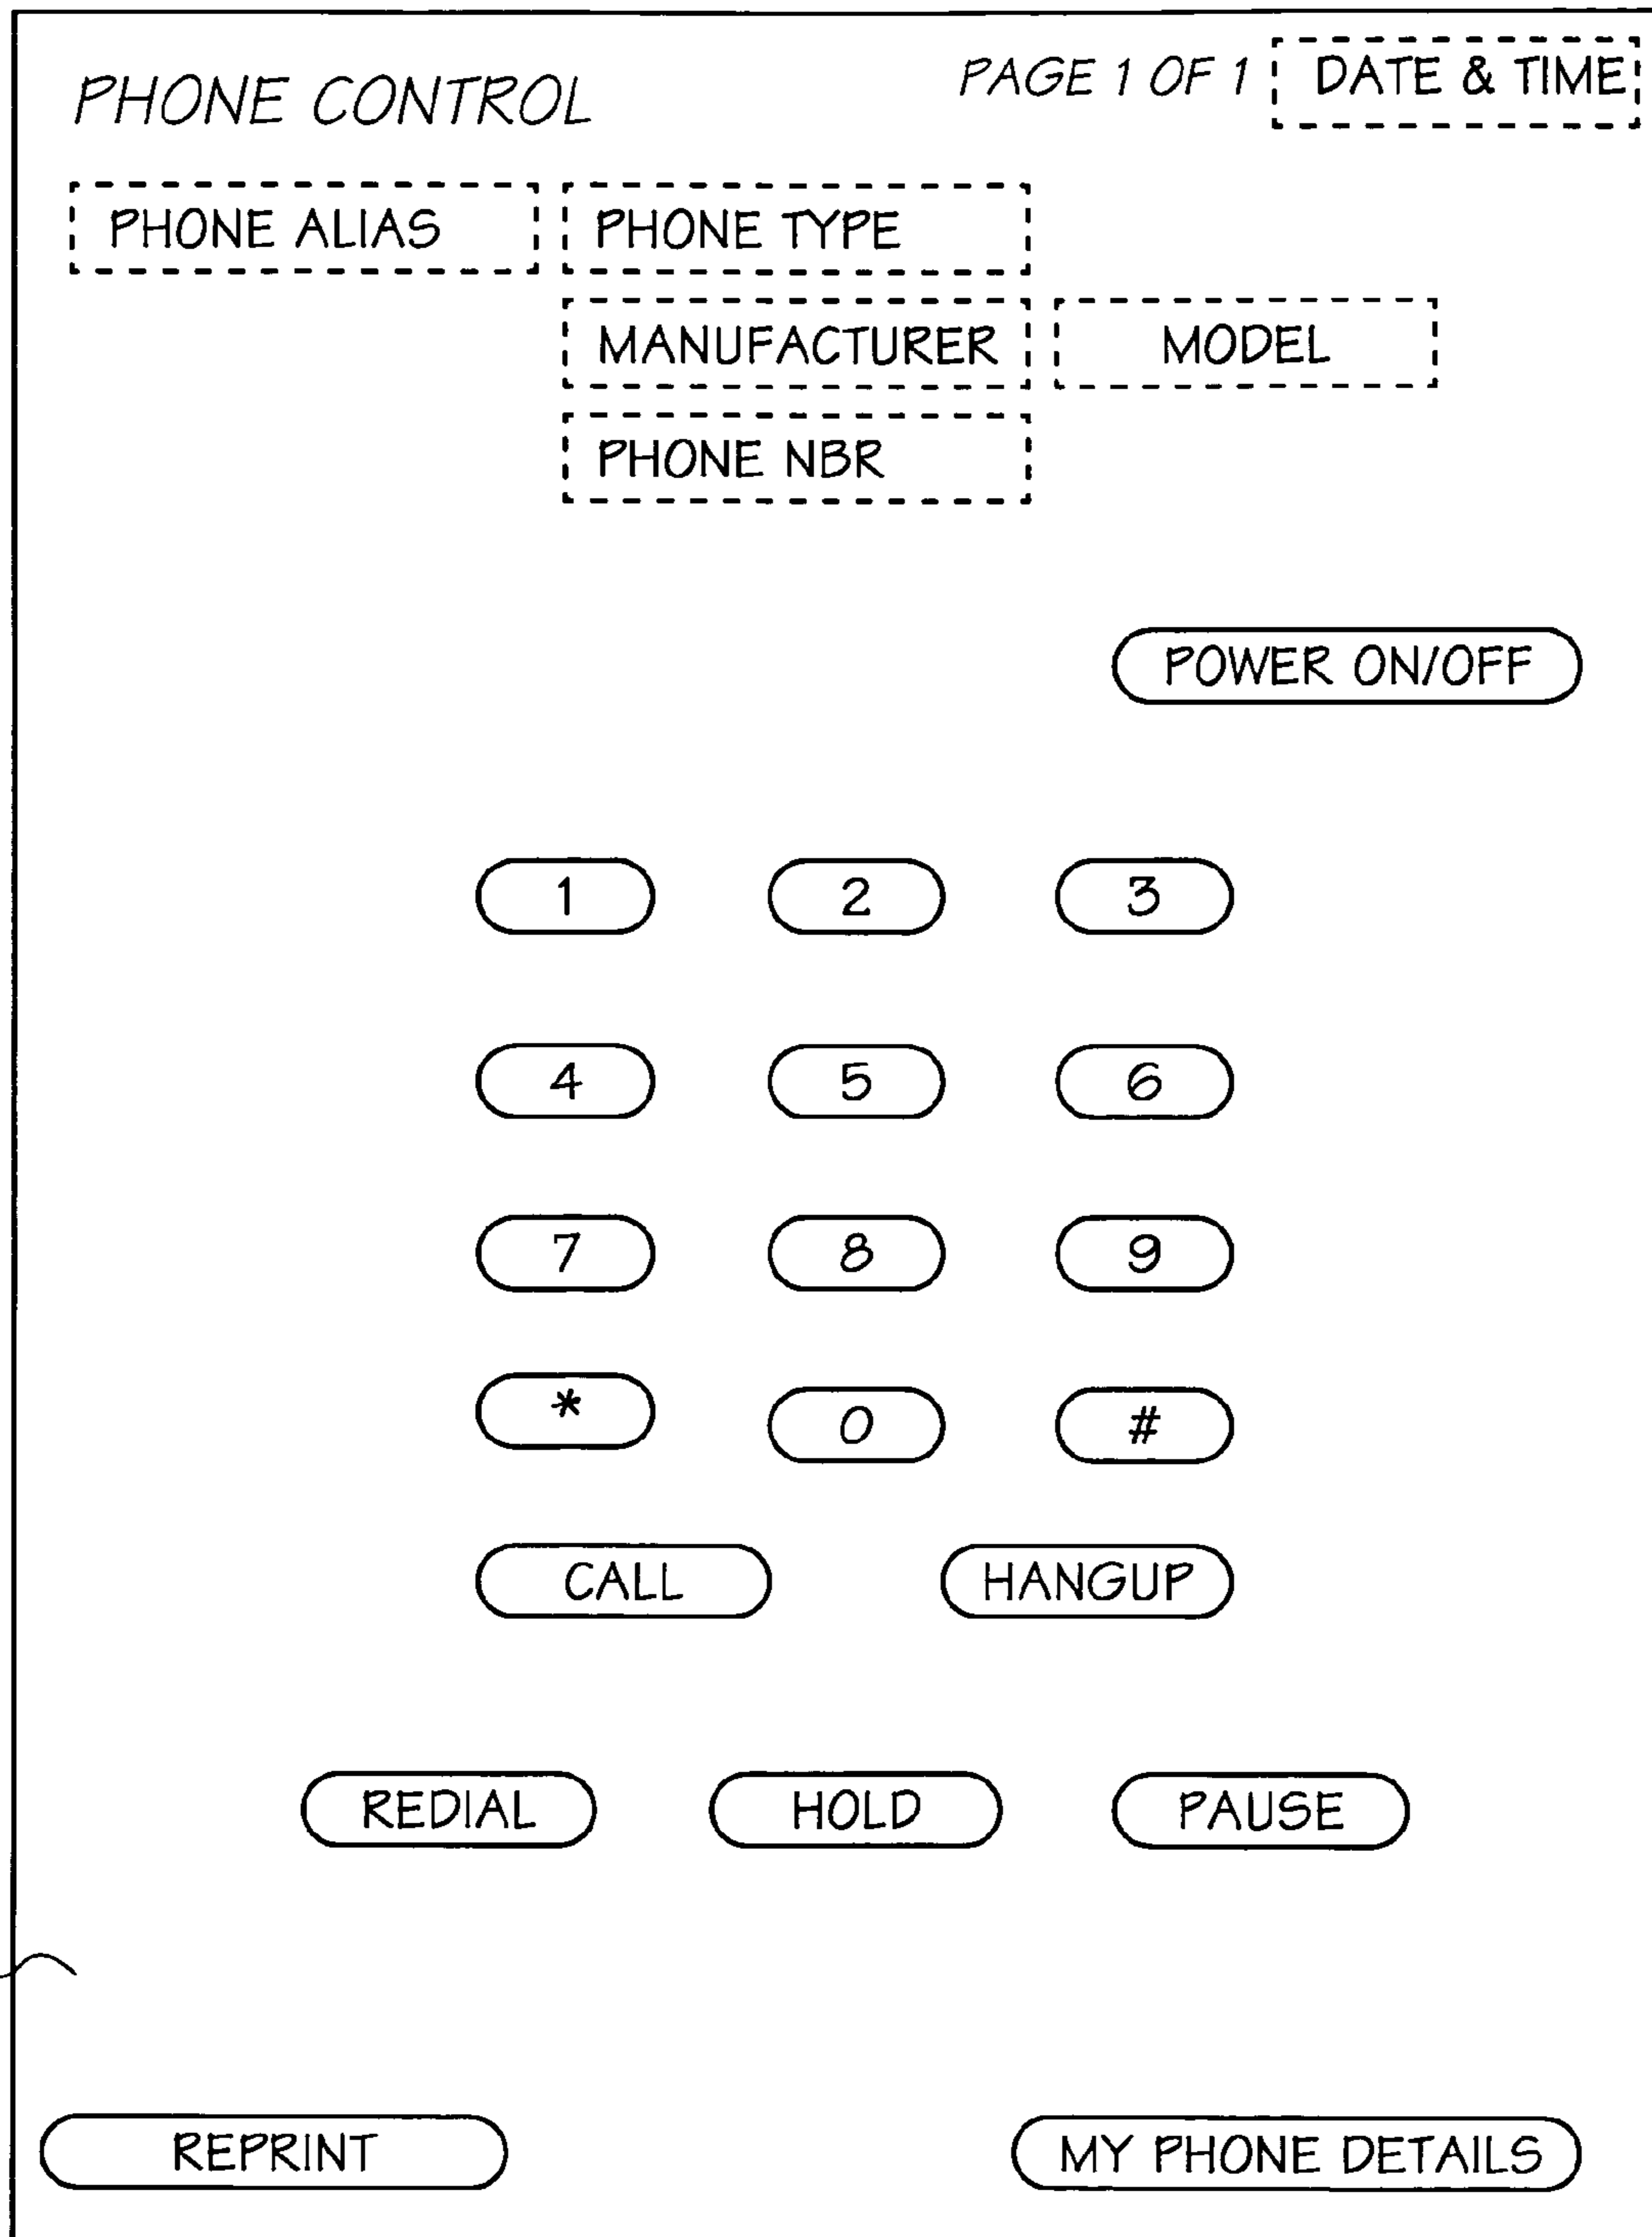 PHONE CONTROL PAGE 1 OF 1 DATE & TIME
PHONE ALIAS PHONE TYPE
MANUFACTURER MODEL
PHONE NBR
POWER ON/OFF
1 2 3
4 5 6
7 8 9
* 0 #
CALL HANGUP
REDIAL HOLD PAUSE
REPRINT MY PHONE DETAILS